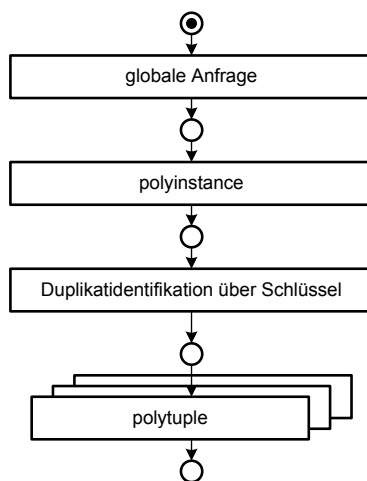 globale Anfrage
polyinstance
Duplikatidentifikation über Schlüssel
polytuple